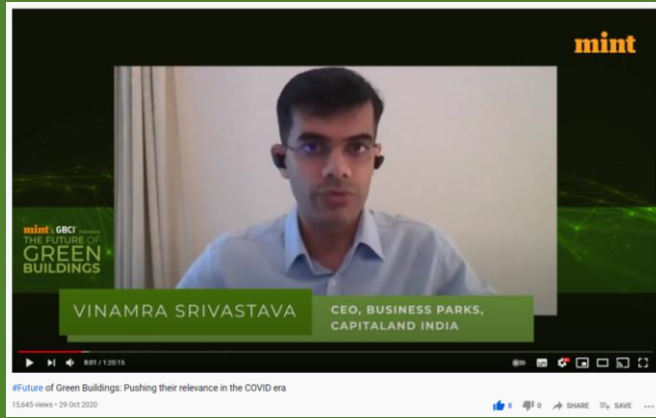 mint
mint & GBCI
THE FUTURE OF
GREEN
BUILDINGS
VINAMRA SRIVASTAVA
CEO, BUSINESS PARKS,
CAPITALAND INDIA
8:01 / 1:20:15
#Future of Green Buildings: Pushing their relevance in the COVID era
15,645 views • 29 Oct 2020
8
0
SHARE
SAVE